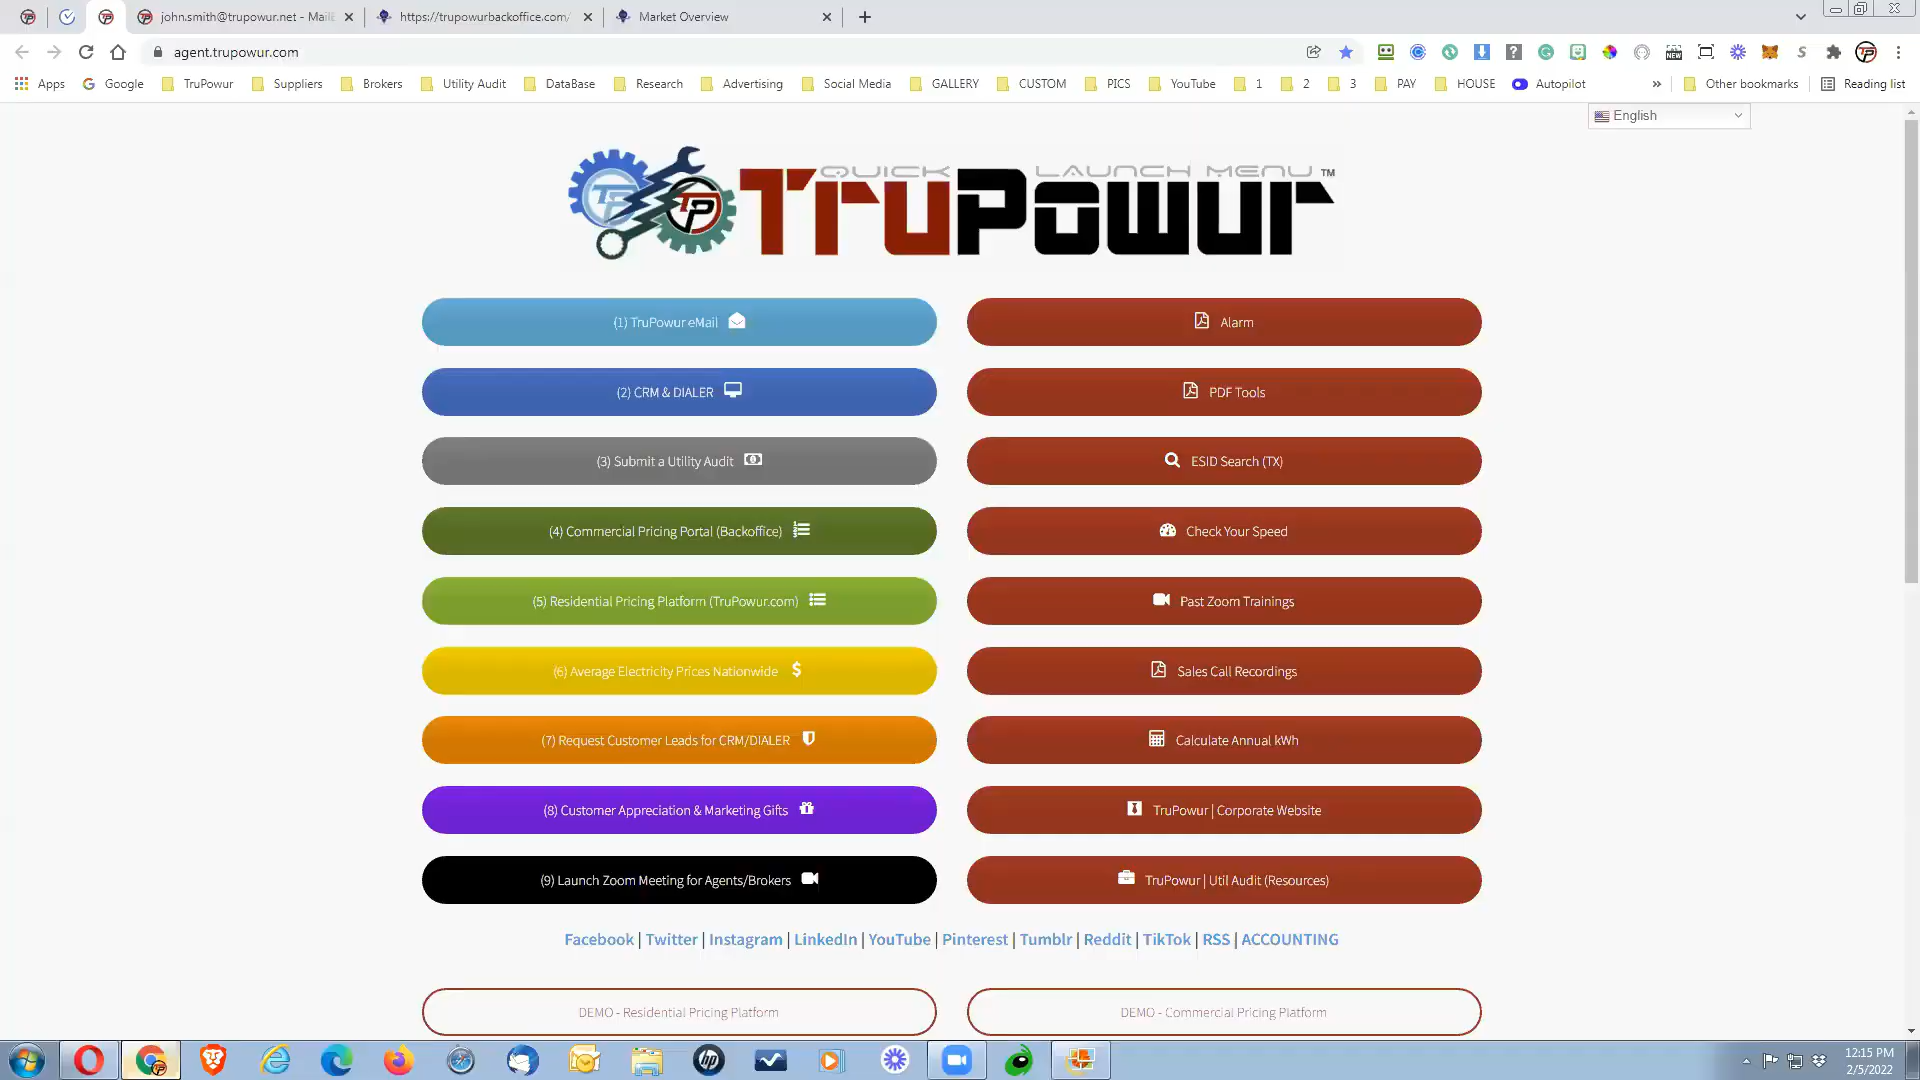 john.smith@trupowur.net - MailE
https://trupowurbackoffice.com/
Market Overview
agent.trupowur.com
Apps
Google
TruPowur
Suppliers
Brokers
Utility Audit
DataBase
Research
Advertising
Social Media
GALLERY
CUSTOM
PICS
YouTube
1
2
3
PAY
HOUSE
Autopilot
»
Other bookmarks
Reading list
English
QUICK LAUNCH MENU
TP TP TruPowur™
(1) TruPowur eMail
Alarm
(2) CRM & DIALER
PDF Tools
(3) Submit a Utility Audit
ESID Search (TX)
(4) Commercial Pricing Portal (Backoffice)
Check Your Speed
(5) Residential Pricing Platform (TruPowur.com)
Past Zoom Trainings
(6) Average Electricity Prices Nationwide
Sales Call Recordings
(7) Request Customer Leads for CRM/DIALER
Calculate Annual kWh
(8) Customer Appreciation & Marketing Gifts
TruPowur | Corporate Website
(9) Launch Zoom Meeting for Agents/Brokers
TruPowur | Util Audit (Resources)
Facebook | Twitter | Instagram | LinkedIn | YouTube | Pinterest | Tumblr | Reddit | TikTok | RSS | ACCOUNTING
DEMO - Residential Pricing Platform
DEMO - Commercial Pricing Platform
12:15 PM
2/5/2022